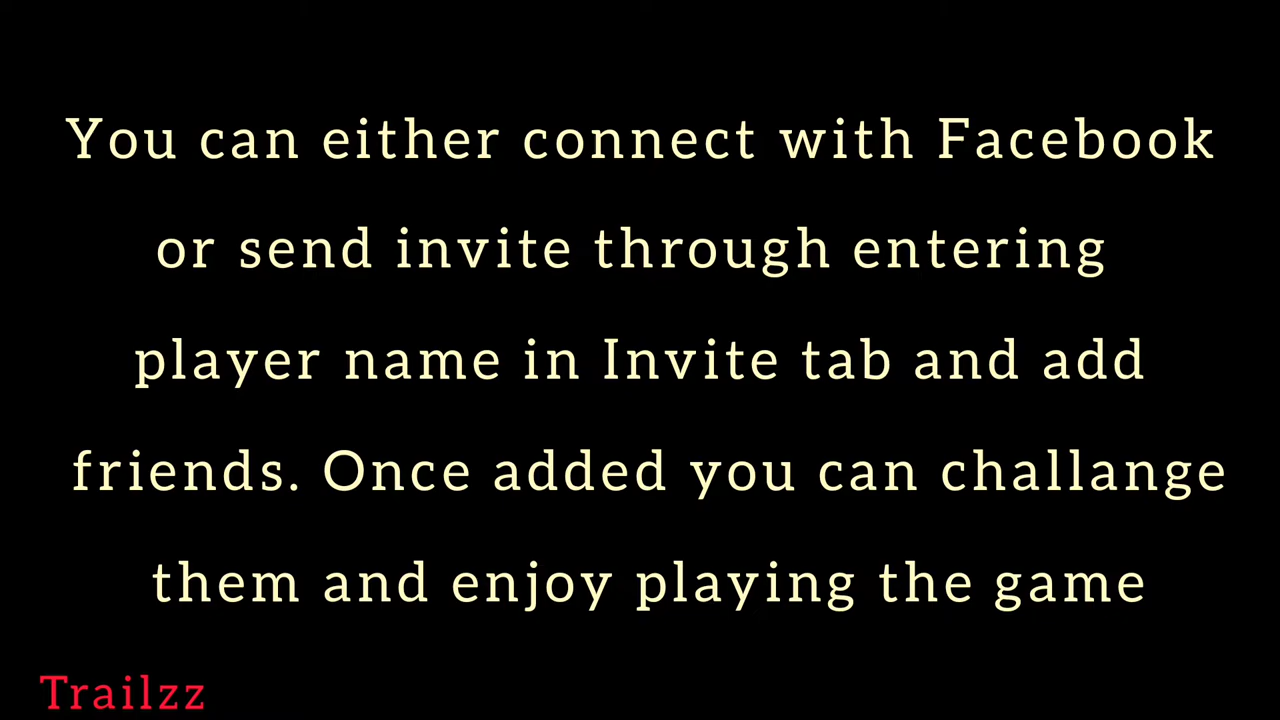 You can either connect with Facebook
or send invite through entering
player name in Invite tab and add
friends. Once added you can challange
them and enjoy playing the game
Trailzz